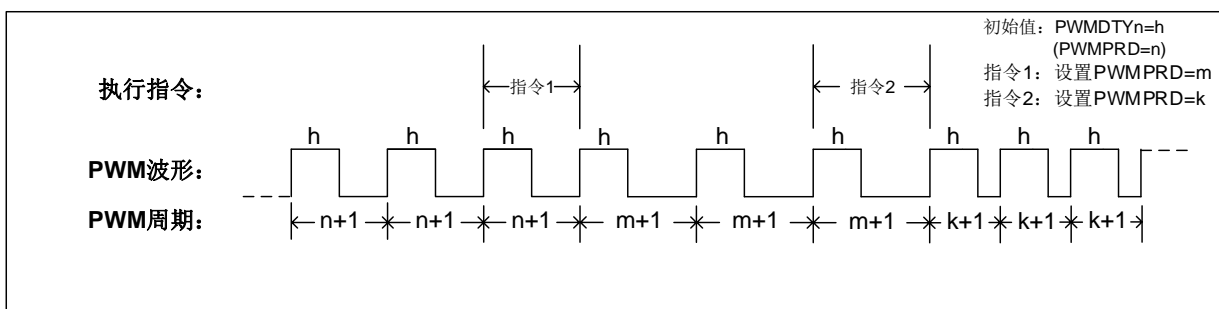 初始值：PWMDTYn=h
(PWMPRD=n)
指令1：设置PWMPRD=m
指令2：设置PWMPRD=k
执行指令：
指令1
指令2
h h h h h h h h h
PWM波形：
PWM周期：
n+1 n+1 n+1 m+1 m+1 m+1 k+1 k+1 k+1